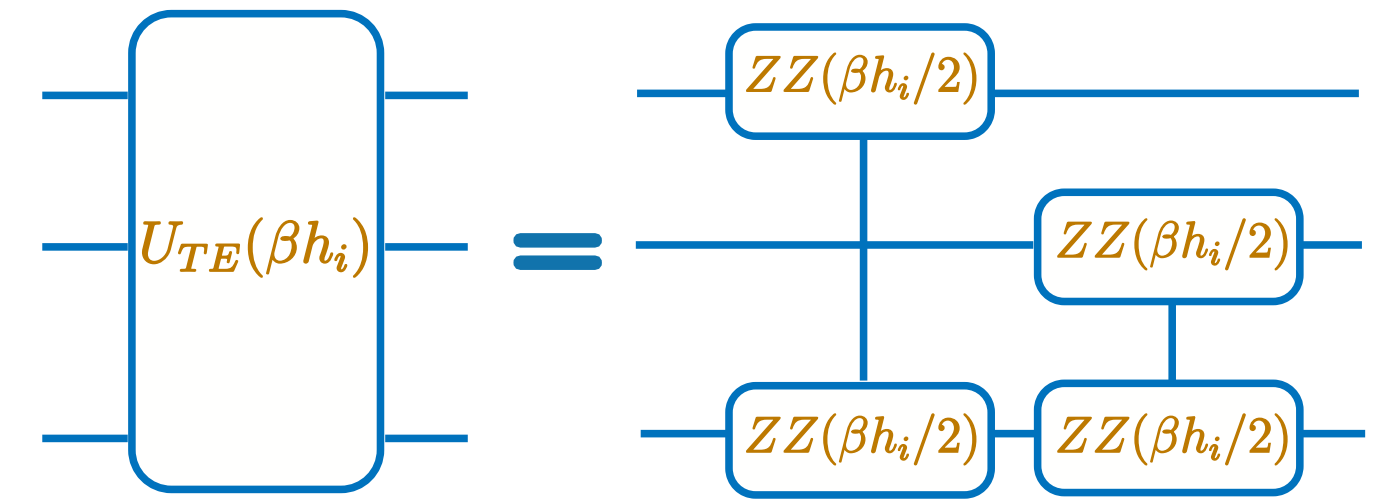 ZZ(βh_i/2)
U_{TE}(βh_i) = ZZ(βh_i/2)
ZZ(βh_i/2) ZZ(βh_i/2)